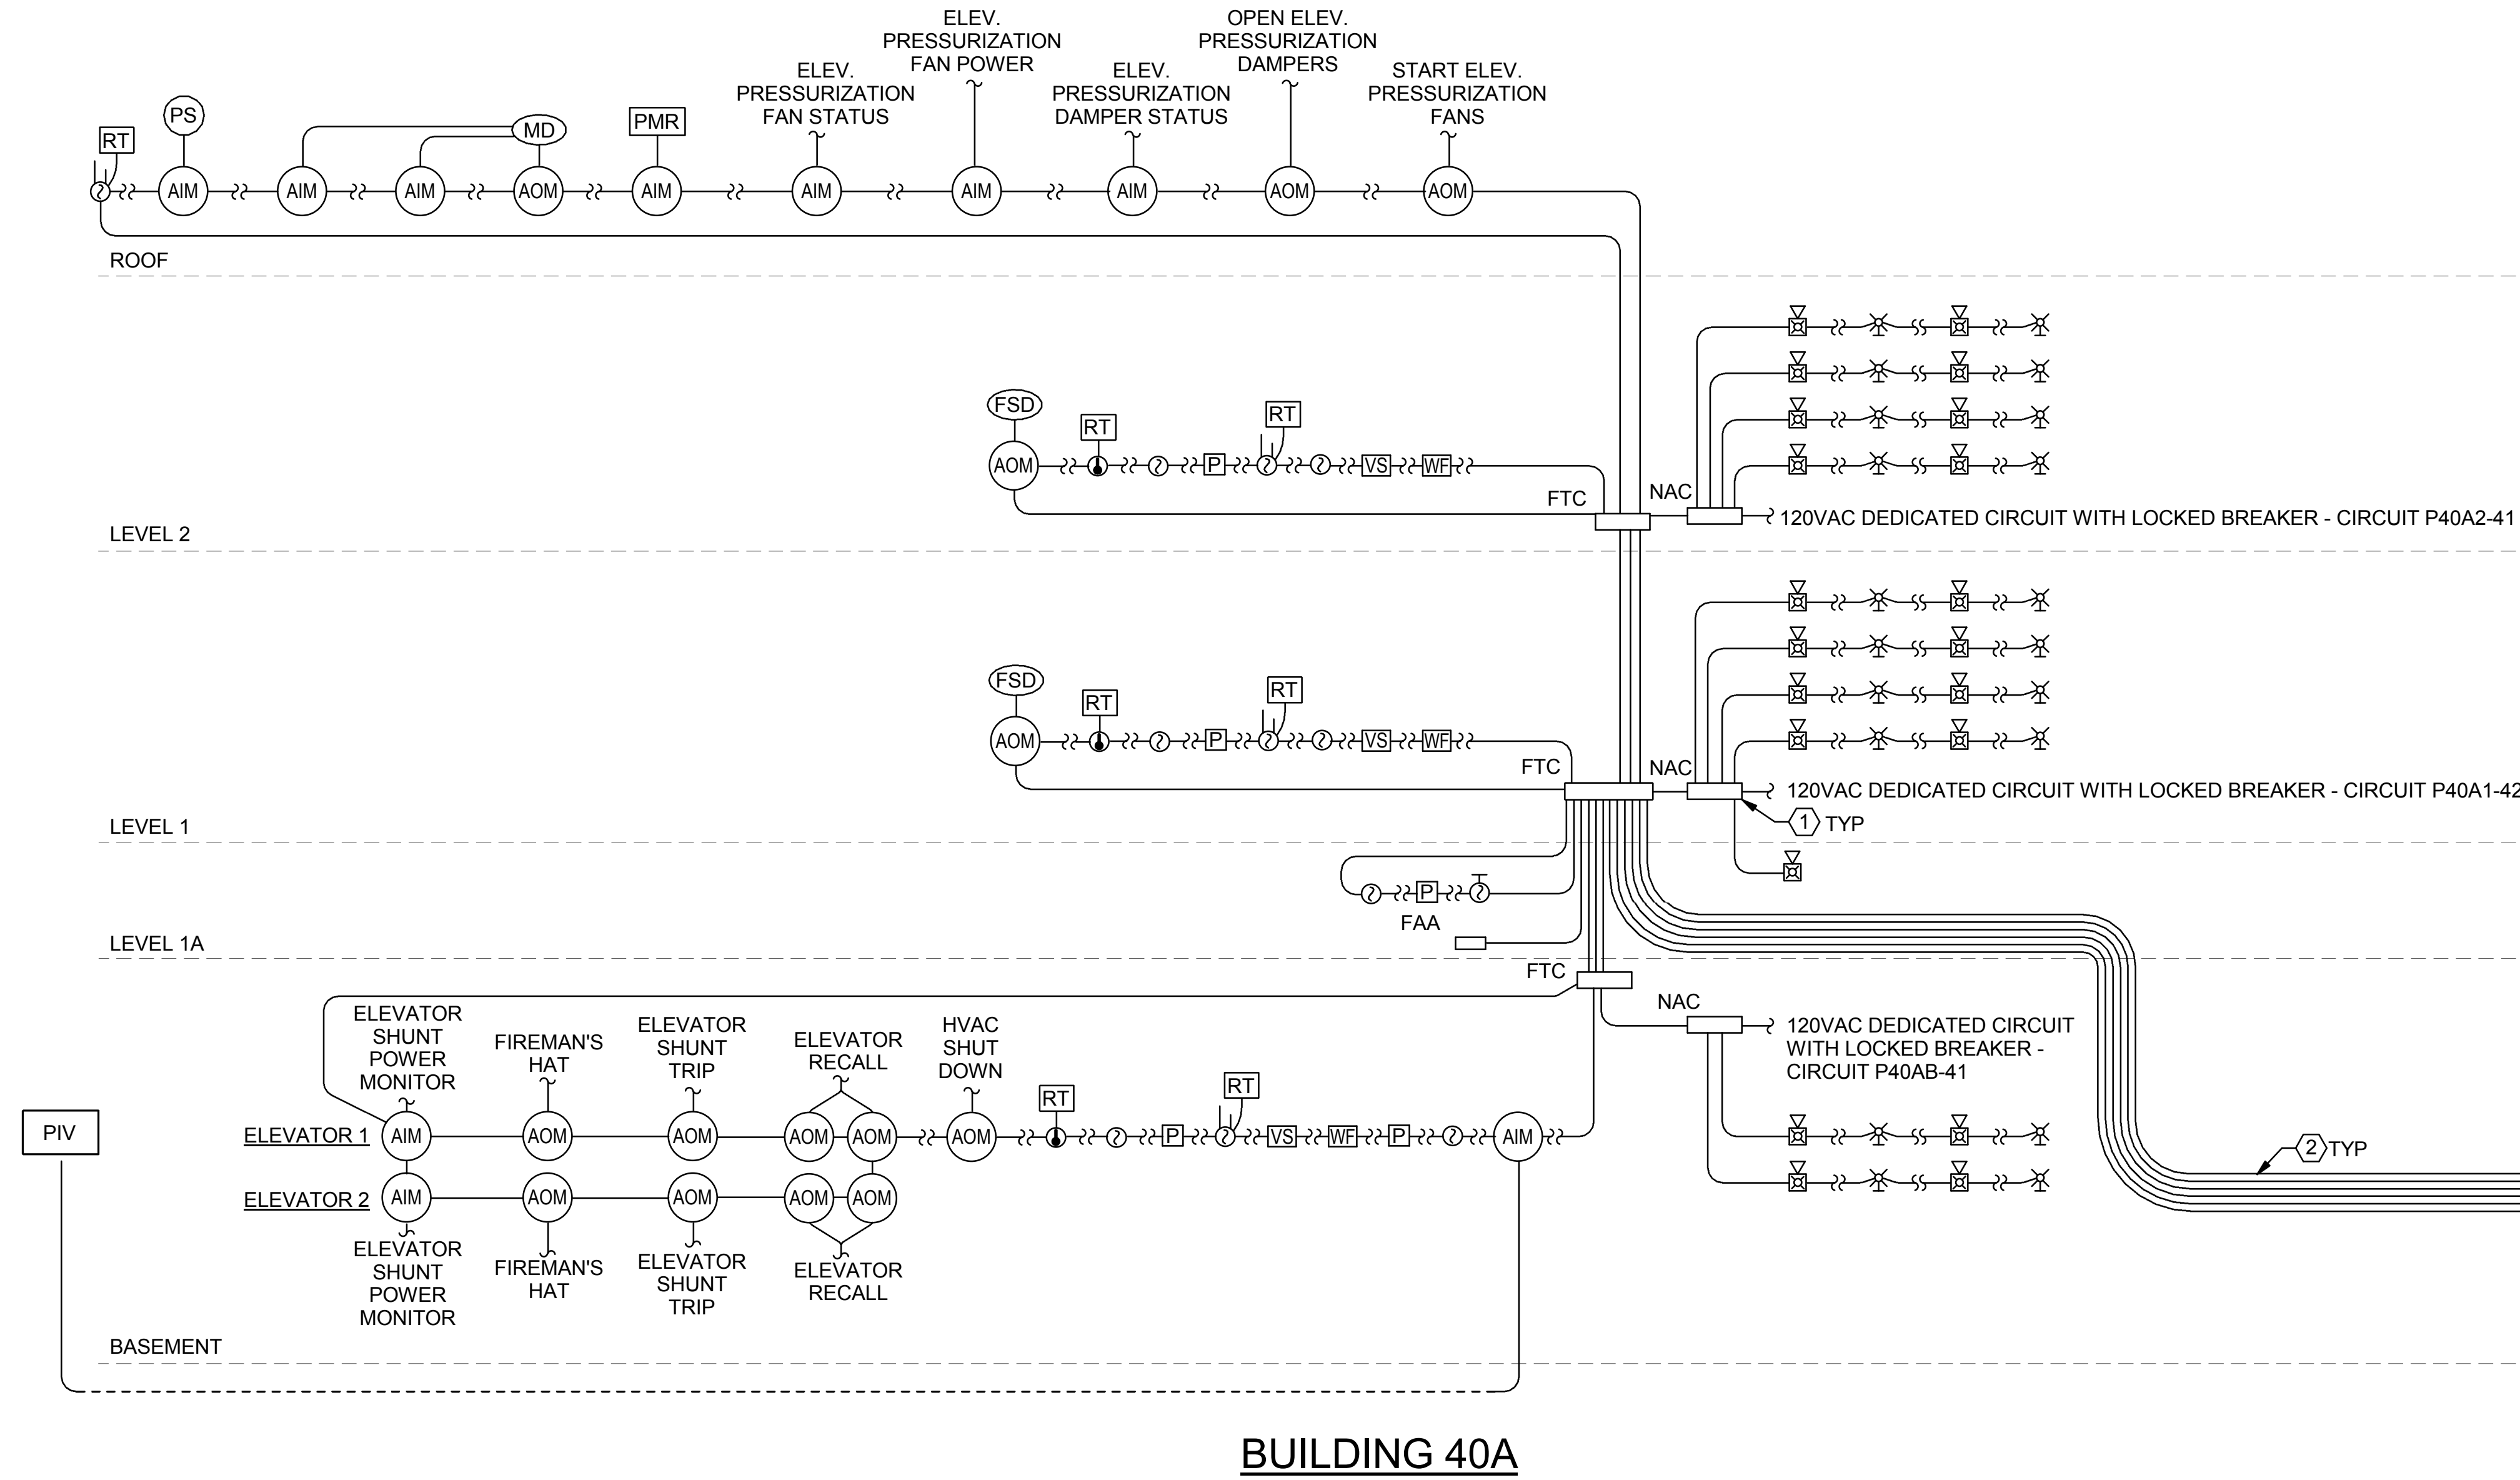 ELEV.
PRESSURIZATION
FAN POWER
OPEN ELEV.
PRESSURIZATION
DAMPERS
ELEV.
PRESSURIZATION
FAN STATUS
ELEV.
PRESSURIZATION
DAMPER STATUS
START ELEV.
PRESSURIZATION
FANS
RT
PS
MD
PMR
AIM
AIM
AIM
AOM
AIM
AIM
AIM
AIM
AOM
AOM
ROOF
FSD
RT
RT
AOM
P
VS
WF
FTC
NAC
120VAC DEDICATED CIRCUIT WITH LOCKED BREAKER - CIRCUIT P40A2-41
LEVEL 2
FSD
RT
RT
AOM
P
VS
WF
FTC
NAC
120VAC DEDICATED CIRCUIT WITH LOCKED BREAKER - CIRCUIT P40A1-42
1 TYP
LEVEL 1
P
FAA
LEVEL 1A
FTC
NAC
120VAC DEDICATED CIRCUIT
WITH LOCKED BREAKER -
CIRCUIT P40AB-41
ELEVATOR
SHUNT
POWER
MONITOR
FIREMAN'S
HAT
ELEVATOR
SHUNT
TRIP
ELEVATOR
RECALL
HVAC
SHUT
DOWN
RT
RT
PIV
ELEVATOR 1
AIM
AOM
AOM
AOM
AOM
AOM
P
VS
WF
P
AIM
2 TYP
ELEVATOR 2
AIM
AOM
AOM
AOM
AOM
ELEVATOR
SHUNT
POWER
MONITOR
FIREMAN'S
HAT
ELEVATOR
SHUNT
TRIP
ELEVATOR
RECALL
BASEMENT
BUILDING 40A